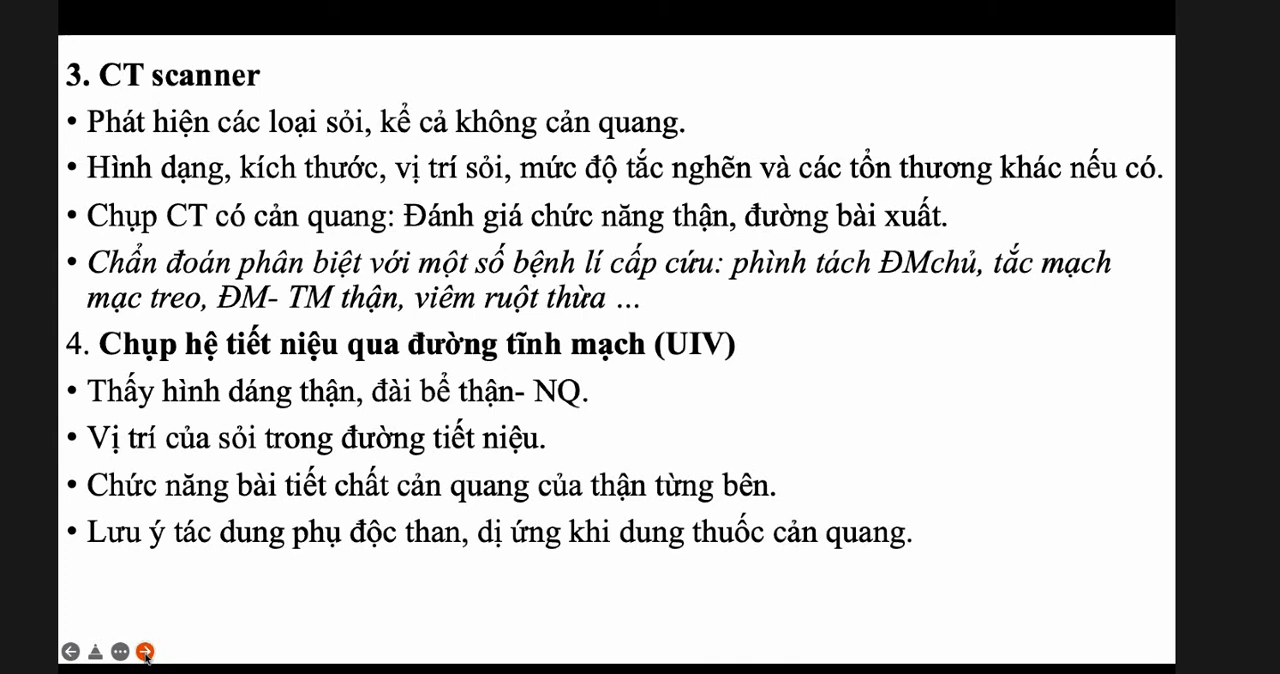 3. CT scanner
• Phát hiện các loại sỏi, kể cả không cản quang.
• Hình dạng, kích thước, vị trí sỏi, mức độ tắc nghẽn và các tổn thương khác nếu có.
• Chụp CT có cản quang: Đánh giá chức năng thận, đường bài xuất.
• Chẩn đoán phân biệt với một số bệnh lí cấp cứu: phình tách ĐMchủ, tắc mạch
mạc treo, ĐM- TM thận, viêm ruột thừa ...
4. Chụp hệ tiết niệu qua đường tĩnh mạch (UIV)
• Thấy hình dáng thận, đài bể thận- NQ.
• Vị trí của sỏi trong đường tiết niệu.
• Chức năng bài tiết chất cản quang của thận từng bên.
• Lưu ý tác dung phụ độc than, dị ứng khi dung thuốc cản quang.